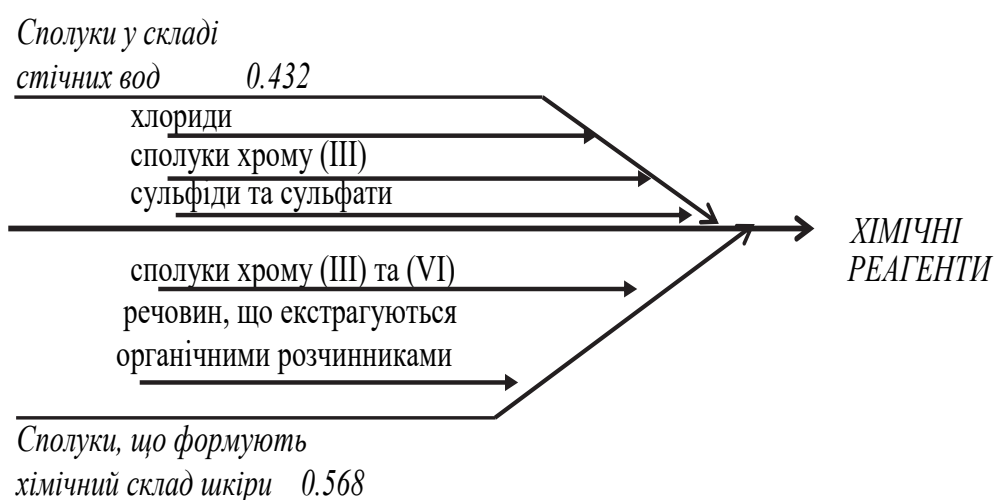 Сполуки у складі
стічних вод 0.432
хлориди
сполуки хрому (III)
сульфіди та сульфати
ХІМІЧНІ
РЕАГЕНТИ
сполуки хрому (III) та (VI)
речовин, що екстрагуються
органічними розчинниками
Сполуки, що формують
хімічний склад шкіри 0.568